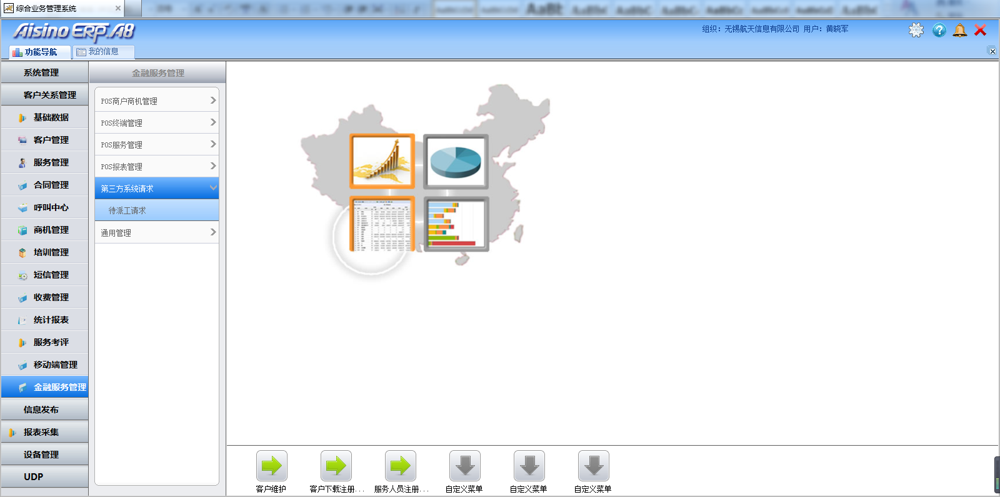 综合业务管理系统
Aisino ERP.A8
组织：无锡航天信息有限公司 用户：黄晓军
功能导航
我的信息
系统管理
客户关系管理
基础数据
客户管理
服务管理
合同管理
呼叫中心
商机管理
培训管理
短信管理
收费管理
统计报表
服务考评
移动端管理
金融服务管理
信息发布
报表采集
设备管理
UDP
金融服务管理
POS商户商机管理
POS终端管理
POS服务管理
POS报表管理
第三方系统请求
待派工请求
通用管理
客户维护
客户下载注册...
服务人员注册...
自定义菜单
自定义菜单
自定义菜单